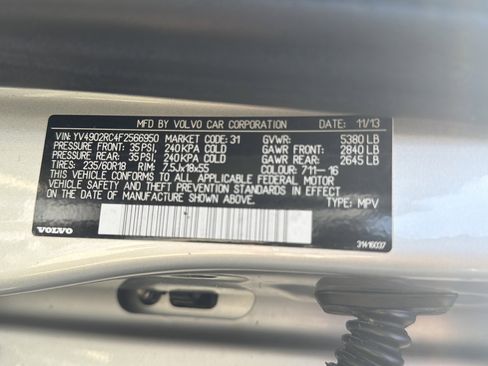 MFD BY VOLVO CAR CORPORATION DATE: 11/13
VIN: YV4902RC4F2566950 MARKET CODE: 31 GVWR: 5380 LB
PRESSURE FRONT: 35 PSI, 240 KPA COLD GAWR FRONT: 2840 LB
PRESSURE REAR: 35 PSI, 240 KPA COLD GAWR REAR: 2645 LB
TIRES: 235/60R18 RIM: 7.5Jx18x55 COLOUR: 711-- 16
THIS VEHICLE CONFORMS TO ALL APPLICABLE FEDERAL MOTOR
VEHICLE SAFETY AND THEFT PREVENTION STANDARDS IN EFFECT
ON DATE OF MANUFACTURE SHOWN ABOVE. TYPE: MPV
VOLVO 31416037